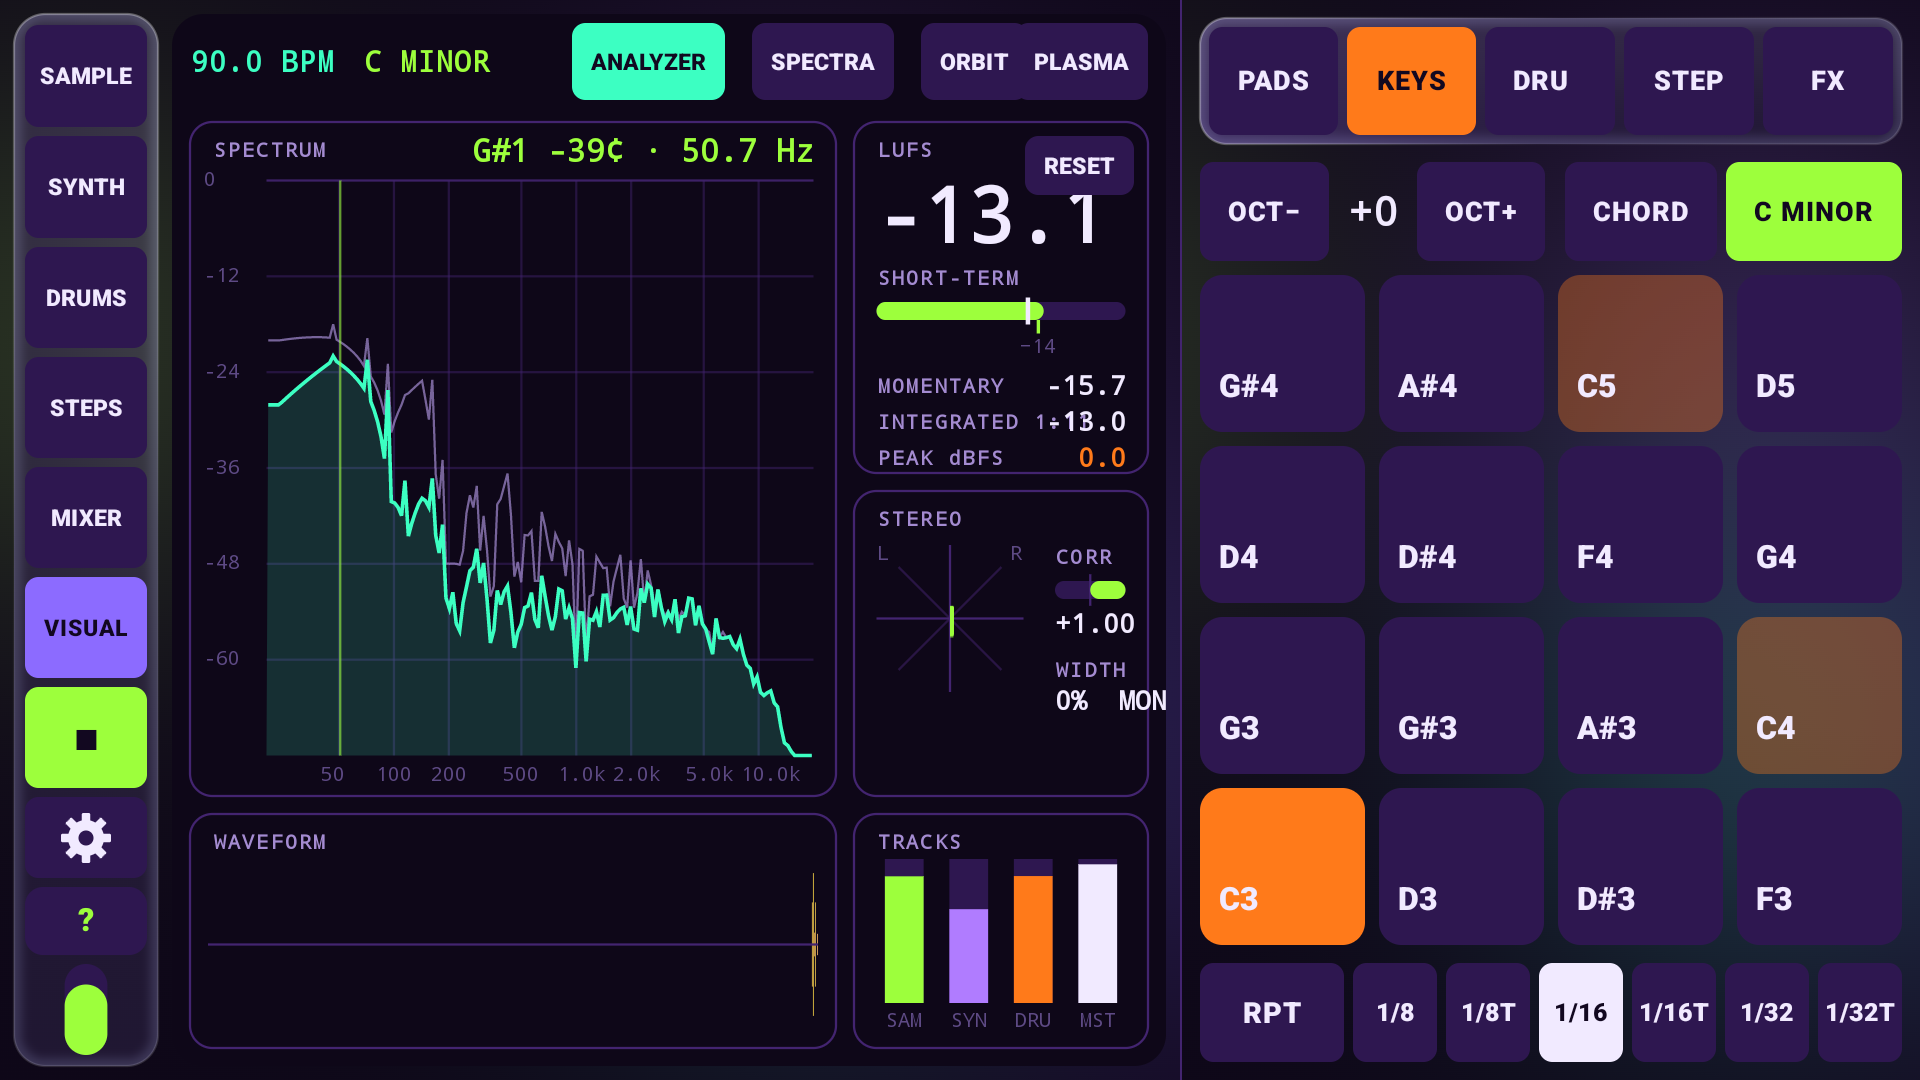 SAMPLE
SYNTH
DRUMS
STEPS
MIXER
VISUAL
?
90.0 BPM C MINOR
ANALYZER SPECTRA ORBIT PLASMA
SPECTRUM G#1 -39¢ · 50.7 Hz
0
-12
-24
-36
-48
-60
50 100 200 500 1.0k 2.0k 5.0k 10.0k
LUFS RESET
-13.1
SHORT-TERM
-14
MOMENTARY -15.7
INTEGRATED -13.0
PEAK dBFS 0.0
STEREO
L R
CORR
+1.00
WIDTH
0% MON
WAVEFORM
TRACKS
SAM SYN DRU MST
PADS KEYS DRU STEP FX
OCT- +0 OCT+ CHORD C MINOR
G#4 A#4 C5 D5
D4 D#4 F4 G4
G3 G#3 A#3 C4
C3 D3 D#3 F3
RPT 1/8 1/8T 1/16 1/16T 1/32 1/32T